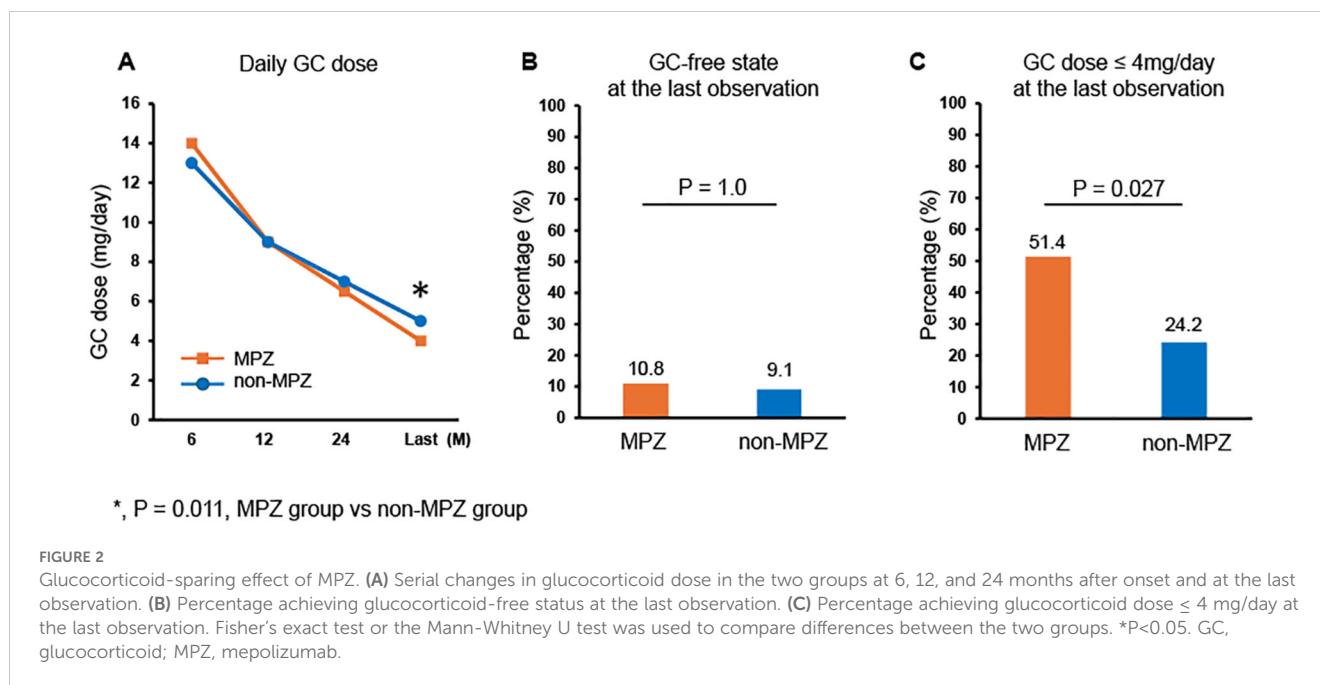 A
Daily GC dose
16
14
12
10
8
6
4
2
0
GC dose (mg/day)
MPZ
non-MPZ
*
6 12 24 Last (M)
*, P = 0.011, MPZ group vs non-MPZ group
B
GC-free state
at the last observation
100
90
80
70
60
50
40
30
20
10
0
Percentage (%)
P = 1.0
10.8
9.1
MPZ non-MPZ
C
GC dose ≤ 4mg/day
at the last observation
100
90
80
70
60
50
40
30
20
10
0
Percentage (%)
P = 0.027
51.4
24.2
MPZ non-MPZ
FIGURE 2
Glucocorticoid-sparing effect of MPZ. (A) Serial changes in glucocorticoid dose in the two groups at 6, 12, and 24 months after onset and at the last
observation. (B) Percentage achieving glucocorticoid-free status at the last observation. (C) Percentage achieving glucocorticoid dose ≤ 4 mg/day at
the last observation. Fisher's exact test or the Mann-Whitney U test was used to compare differences between the two groups. *P<0.05. GC,
glucocorticoid; MPZ, mepolizumab.